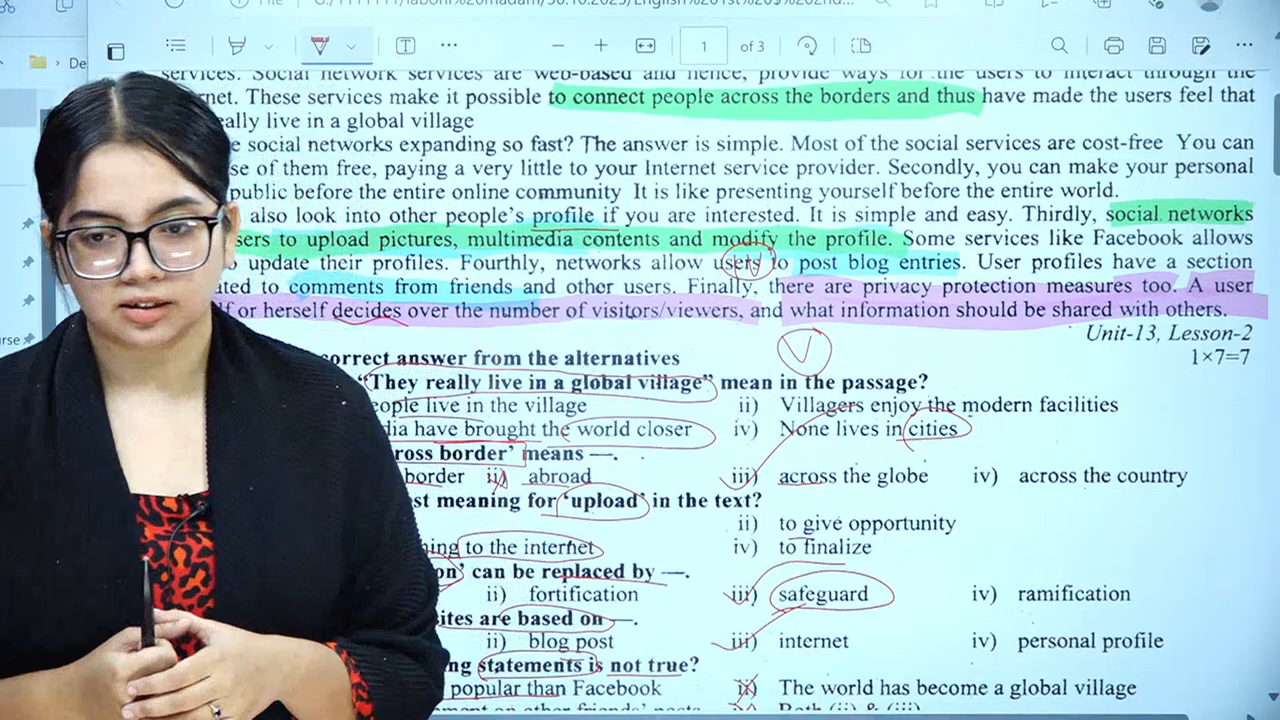 1 of 3
services. Social network services are web-based and hence, provide ways for the users to interact through the
net. These services make it possible to connect people across the borders and thus have made the users feel that
really live in a global village
social networks expanding so fast? The answer is simple. Most of the social services are cost-free You can
se of them free, paying a very little to your Internet service provider. Secondly, you can make your personal
public before the entire online community It is like presenting yourself before the entire world.
also look into other people's profile if you are interested. It is simple and easy. Thirdly, social networks
sers to upload pictures, multimedia contents and modify the profile. Some services like Facebook allows
update their profiles. Fourthly, networks allow users to post blog entries. User profiles have a section
ated to comments from friends and other users. Finally, there are privacy protection measures too. A user
f or herself decides over the number of visitors/viewers, and what information should be shared with others.
Unit-13, Lesson-2
correct answer from the alternatives 1×7=7
"They really live in a global village" mean in the passage?
eople live in the village ii) Villagers enjoy the modern facilities
dia have brought the world closer iv) None lives in cities
ross border' means —.
border ii) abroad iii) across the globe iv) across the country
st meaning for 'upload' in the text?
ii) to give opportunity
hing to the internet iv) to finalize
on' can be replaced by —.
ii) fortification iii) safeguard iv) ramification
ites are based on —.
ii) blog post iii) internet iv) personal profile
ng statements is not true?
popular than Facebook ii) The world has become a global village